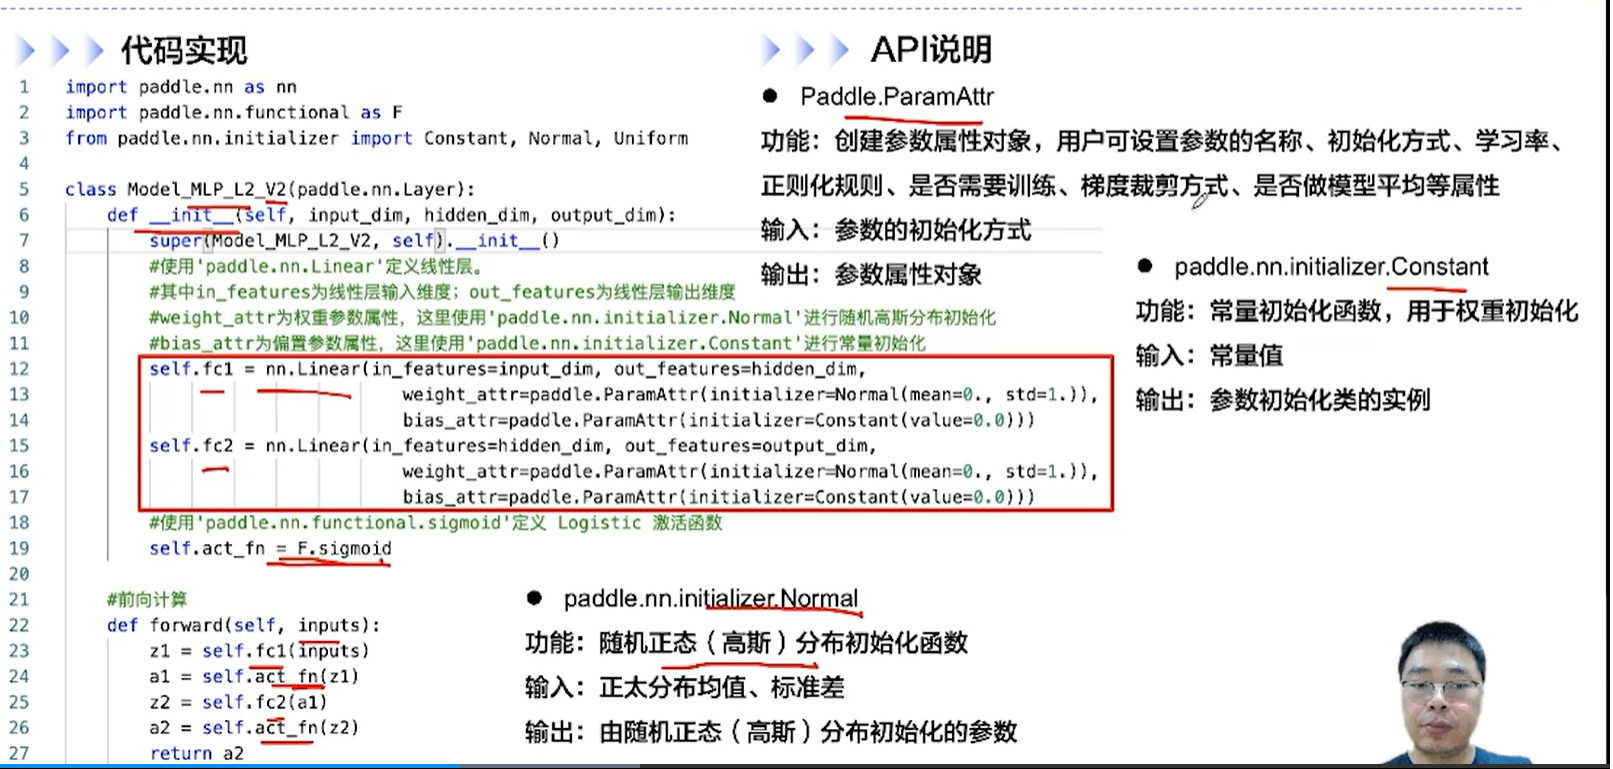 代码实现
1 import paddle.nn as nn
2 import paddle.nn.functional as F
3 from paddle.nn.initializer import Constant, Normal, Uniform
4
5 class Model_MLP_L2_V2(paddle.nn.Layer):
6 def __init__(self, input_dim, hidden_dim, output_dim):
7 super(Model_MLP_L2_V2, self).__init__()
8 #使用'paddle.nn.Linear'定义线性层。
9 #其中in_features为线性层输入维度；out_features为线性层输出维度
10 #weight_attr为权重参数属性，这里使用'paddle.nn.initializer.Normal'进行随机高斯分布初始化
11 #bias_attr为偏置参数属性，这里使用'paddle.nn.initializer.Constant'进行常量初始化
12 self.fc1 = nn.Linear(in_features=input_dim, out_features=hidden_dim,
13 weight_attr=paddle.ParamAttr(initializer=Normal(mean=0., std=1.)),
14 bias_attr=paddle.ParamAttr(initializer=Constant(value=0.0)))
15 self.fc2 = nn.Linear(in_features=hidden_dim, out_features=output_dim,
16 weight_attr=paddle.ParamAttr(initializer=Normal(mean=0., std=1.)),
17 bias_attr=paddle.ParamAttr(initializer=Constant(value=0.0)))
18 #使用'paddle.nn.functional.sigmoid'定义 Logistic 激活函数
19 self.act_fn = F.sigmoid
20
21 #前向计算
22 def forward(self, inputs):
23 z1 = self.fc1(inputs)
24 a1 = self.act_fn(z1)
25 z2 = self.fc2(a1)
26 a2 = self.act_fn(z2)
27 return a2
API说明
● Paddle.ParamAttr
功能：创建参数属性对象，用户可设置参数的名称、初始化方式、学习率、
正则化规则、是否需要训练、梯度裁剪方式、是否做模型平均等属性
输入：参数的初始化方式
输出：参数属性对象
● paddle.nn.initializer.Constant
功能：常量初始化函数，用于权重初始化
输入：常量值
输出：参数初始化类的实例
● paddle.nn.initializer.Normal
功能：随机正态（高斯）分布初始化函数
输入：正太分布均值、标准差
输出：由随机正态（高斯）分布初始化的参数